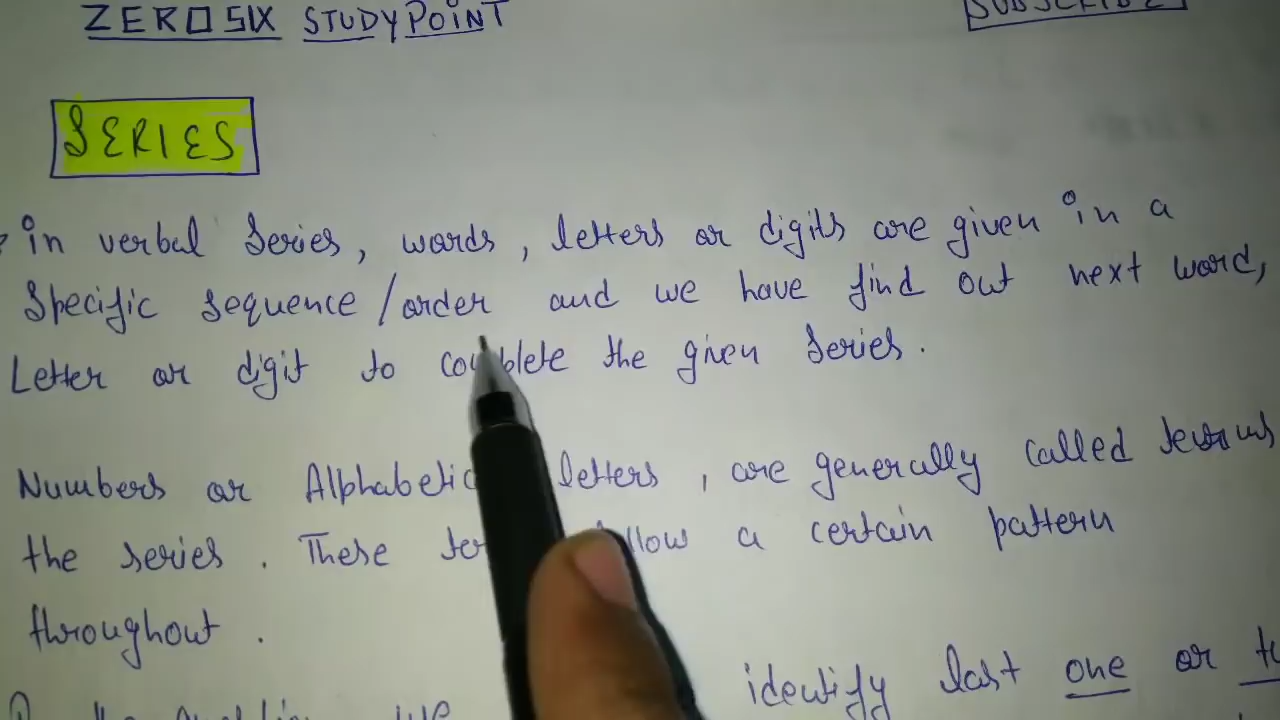 ZERO SIX STUDY POINT
SUBSCRIBE
SERIES
in verbal series, words, letters or digits are given in a
specific sequence / order and we have find out next word,
Letter or digit to complete the given series.
Numbers or Alphabetic letters, are generally called
the series. These follow a certain pattern
throughout.
identify last one or